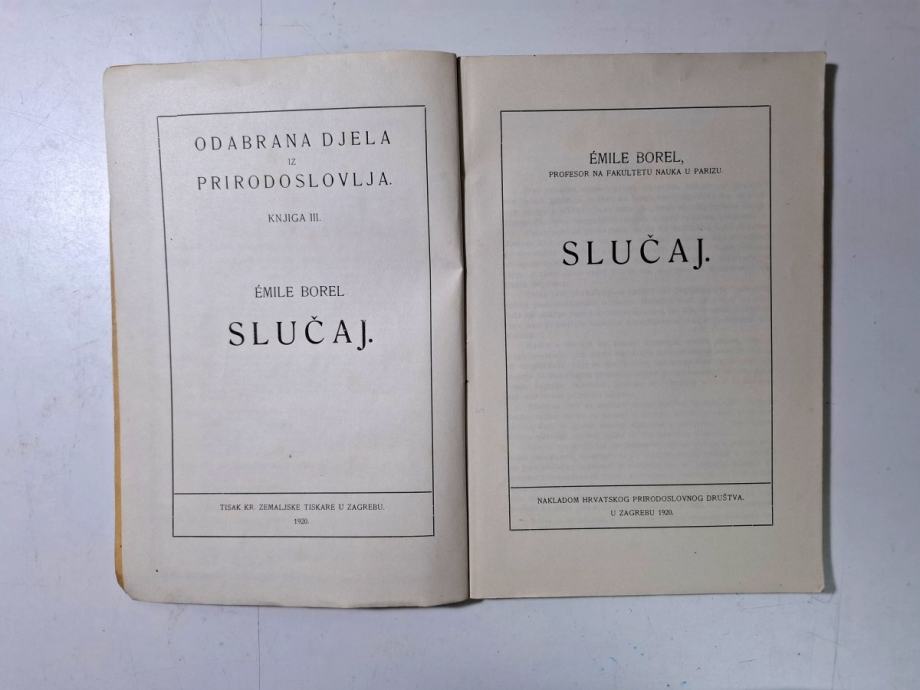 ODABRANA DJELA
IZ
PRIRODOSLOVLJA.
KNJIGA III.
ÉMILE BOREL
SLUČAJ.
TISAK KR. ZEMALJSKE TISKARE U ZAGREBU.
1920.
ÉMILE BOREL,
PROFESOR NA FAKULTETU NAUKA U PARIZU
SLUČAJ.
NAKLADOM HRVATSKOG PRIRODOSLOVNOG DRUŠTVA.
U ZAGREBU 1920.